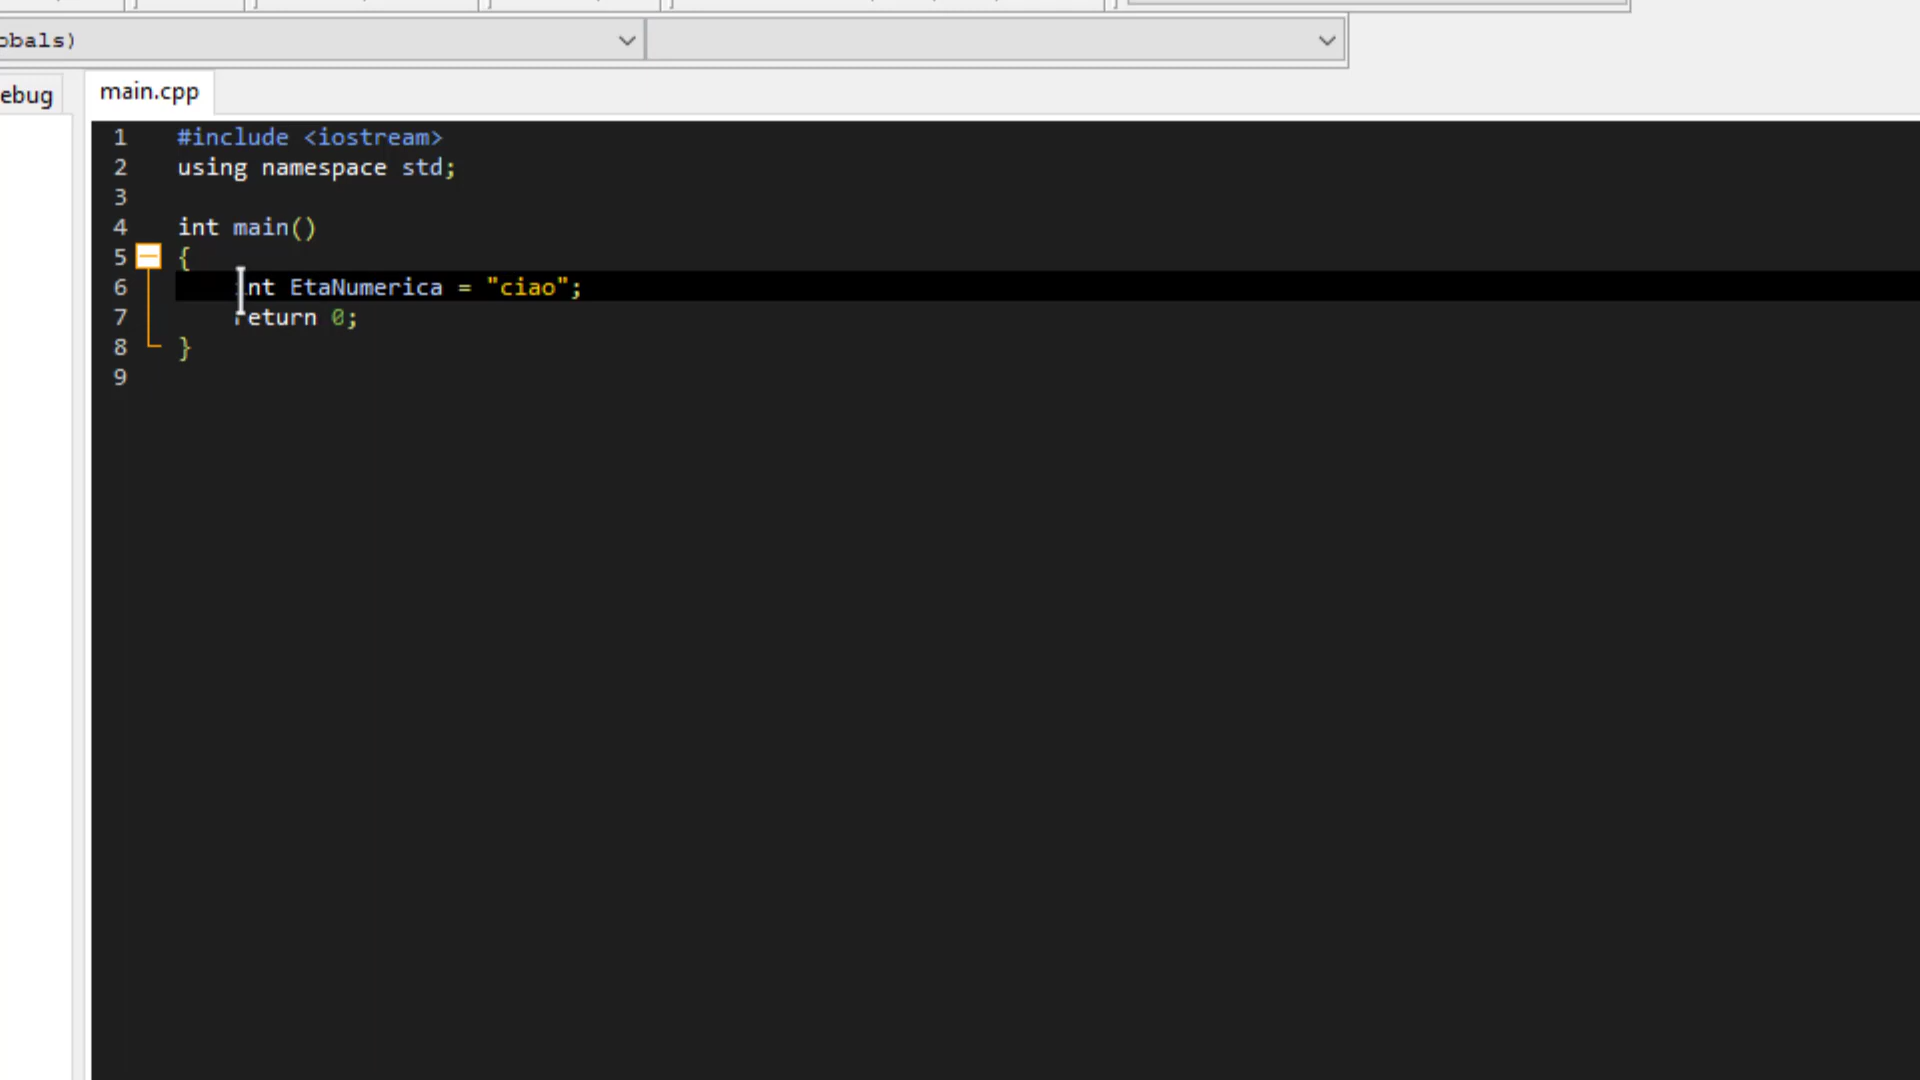 obals)
ebug
main.cpp
1 #include <iostream>
2 using namespace std;
3
4 int main()
5 {
6 int EtaNumerica = "ciao";
7 return 0;
8 }
9